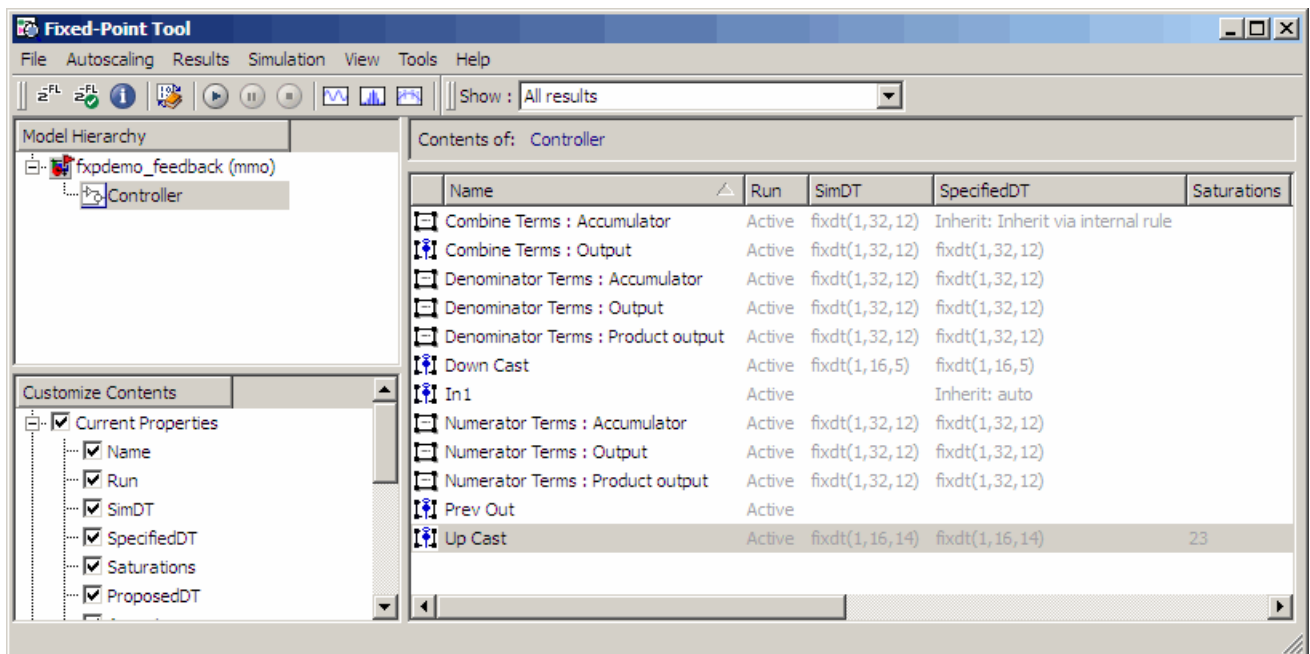 Fixed-Point Tool
File Autoscaling Results Simulation View Tools Help
Show : All results
Model Hierarchy
fxpdemo_feedback (mmo)
Controller
Customize Contents
Current Properties
Name
Run
SimDT
SpecifiedDT
Saturations
ProposedDT
Contents of: Controller
Name Run SimDT SpecifiedDT Saturations
Combine Terms : Accumulator Active fixdt(1,32,12) Inherit: Inherit via internal rule
Combine Terms : Output Active fixdt(1,32,12) fixdt(1,32,12)
Denominator Terms : Accumulator Active fixdt(1,32,12) fixdt(1,32,12)
Denominator Terms : Output Active fixdt(1,32,12) fixdt(1,32,12)
Denominator Terms : Product output Active fixdt(1,32,12) fixdt(1,32,12)
Down Cast Active fixdt(1,16,5) fixdt(1,16,5)
In1 Active Inherit: auto
Numerator Terms : Accumulator Active fixdt(1,32,12) fixdt(1,32,12)
Numerator Terms : Output Active fixdt(1,32,12) fixdt(1,32,12)
Numerator Terms : Product output Active fixdt(1,32,12) fixdt(1,32,12)
Prev Out Active
Up Cast Active fixdt(1,16,14) fixdt(1,16,14) 23